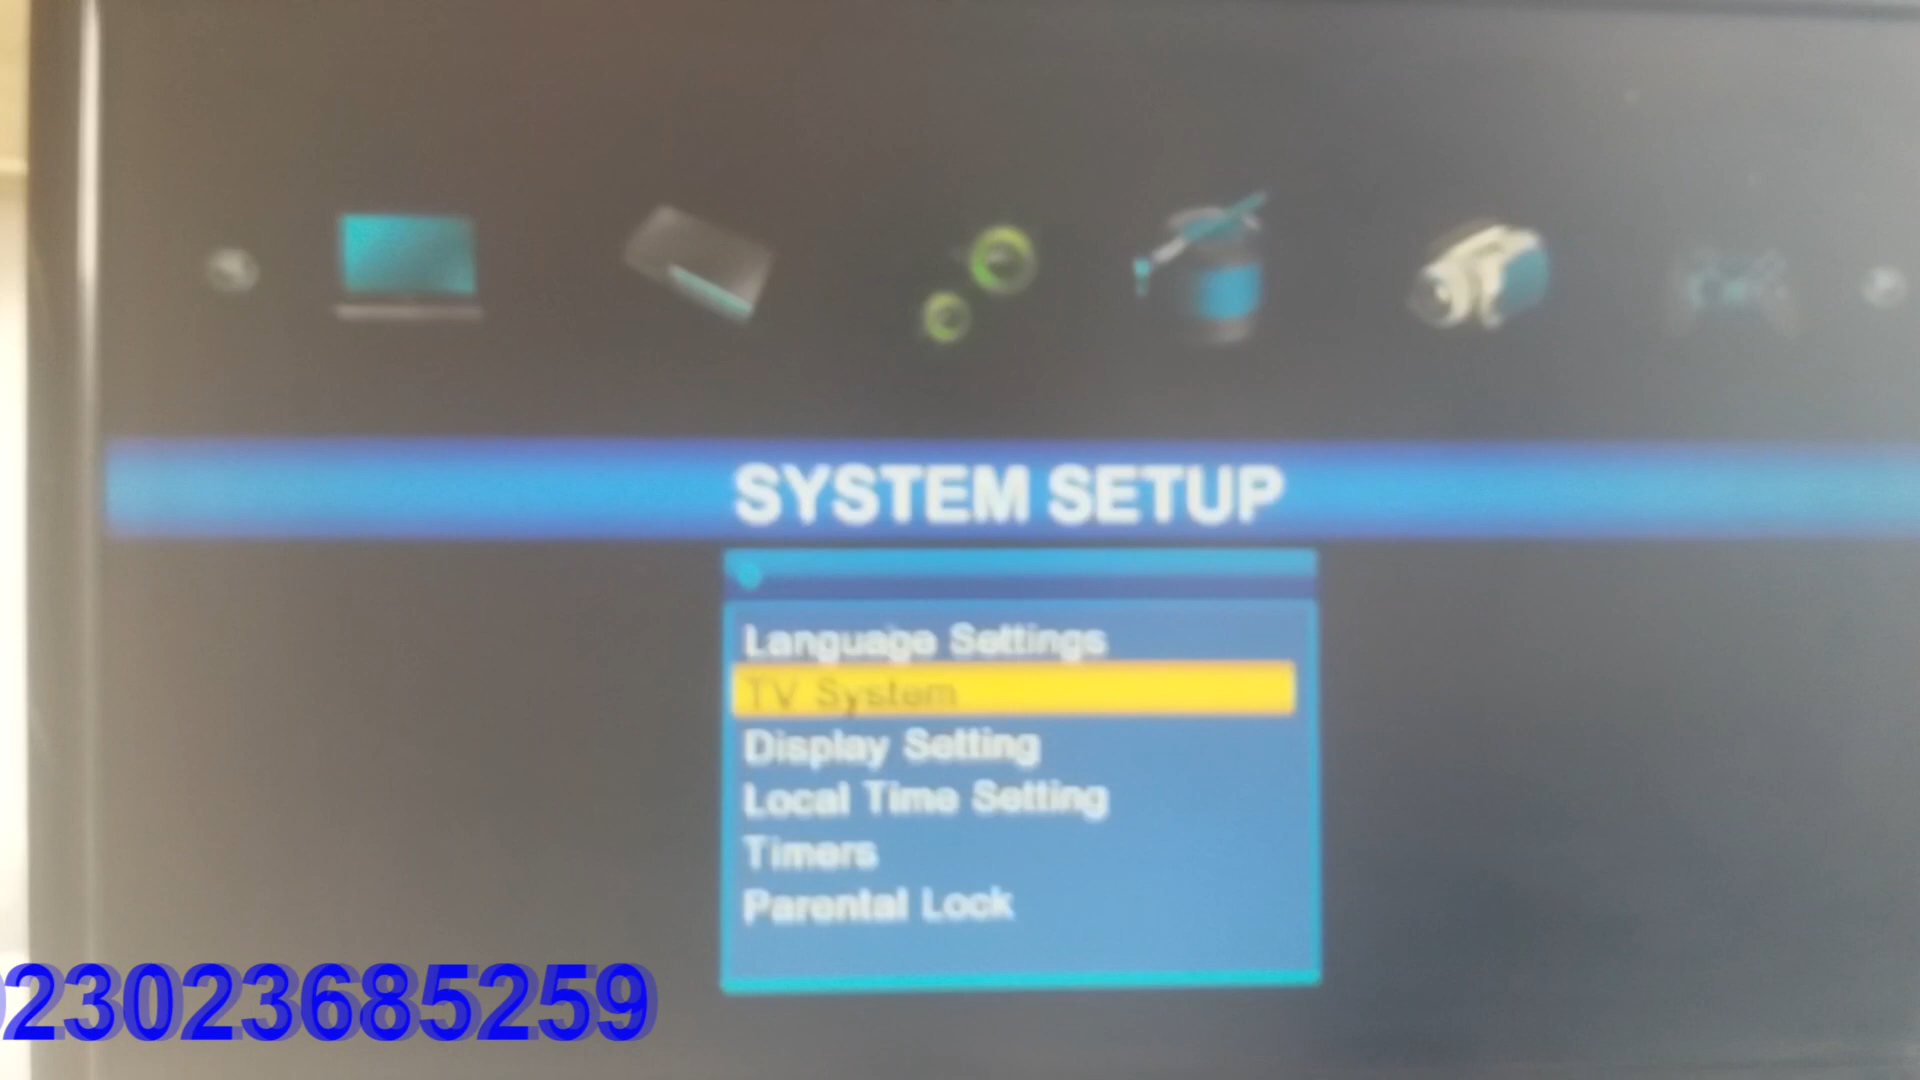 SYSTEM SETUP
Language Settings
TV System
Display Setting
Local Time Setting
Timers
Parental Lock
23023685259